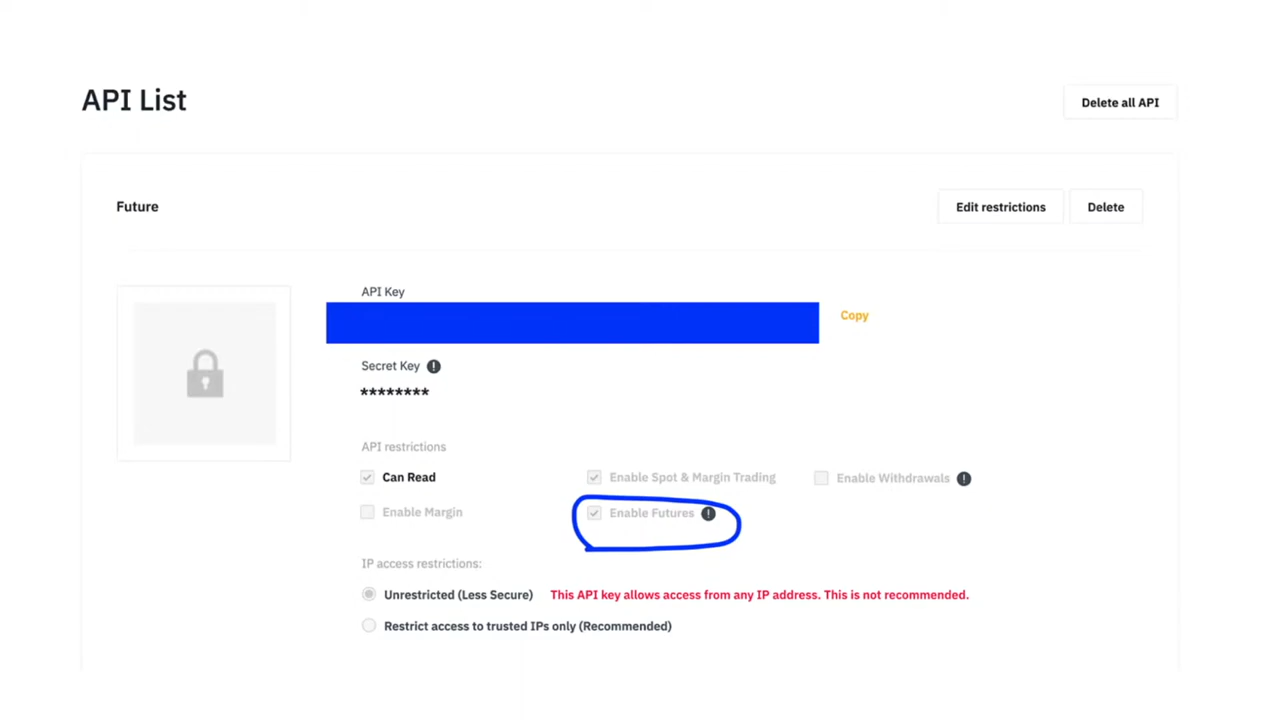 API List
Delete all API
Future
Edit restrictions
Delete
API Key
Copy
Secret Key
********
API restrictions
Can Read
Enable Spot & Margin Trading
Enable Withdrawals
Enable Margin
Enable Futures
IP access restrictions:
Unrestricted (Less Secure) This API key allows access from any IP address. This is not recommended.
Restrict access to trusted IPs only (Recommended)